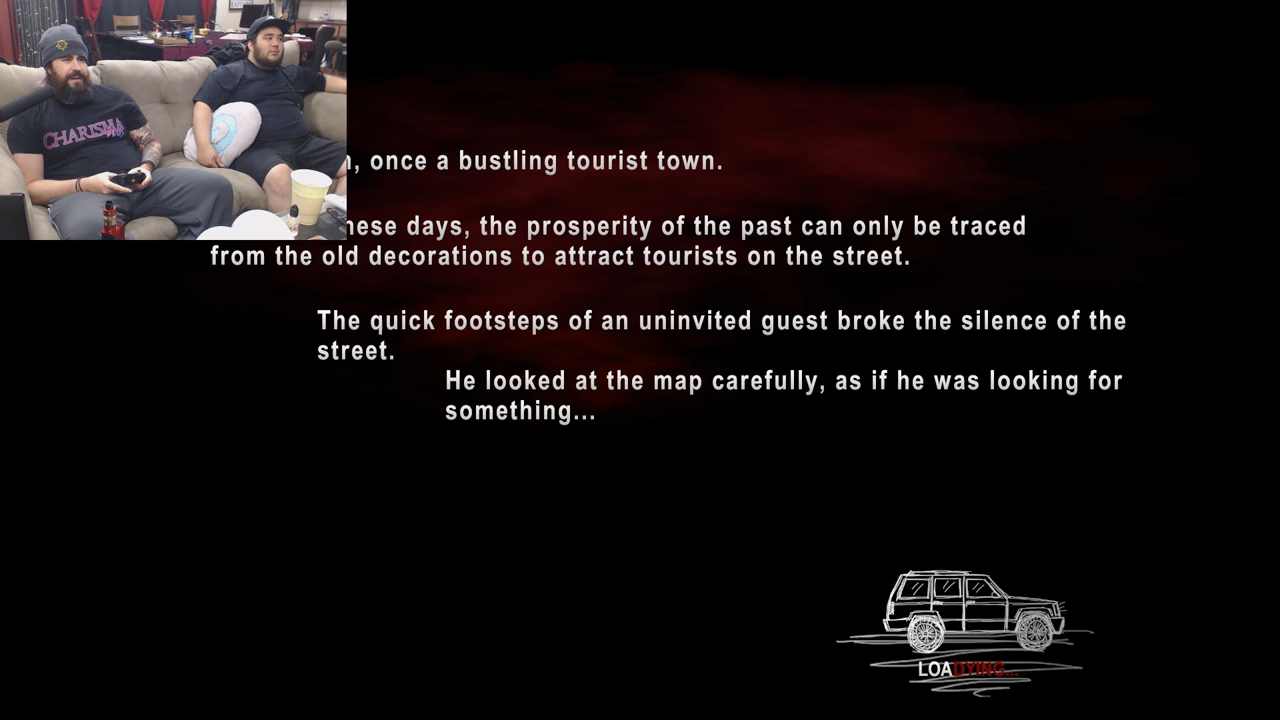 CHARISMA
, once a bustling tourist town.
these days, the prosperity of the past can only be traced
from the old decorations to attract tourists on the street.
The quick footsteps of an uninvited guest broke the silence of the
street.
He looked at the map carefully, as if he was looking for
something...
LOADYING...